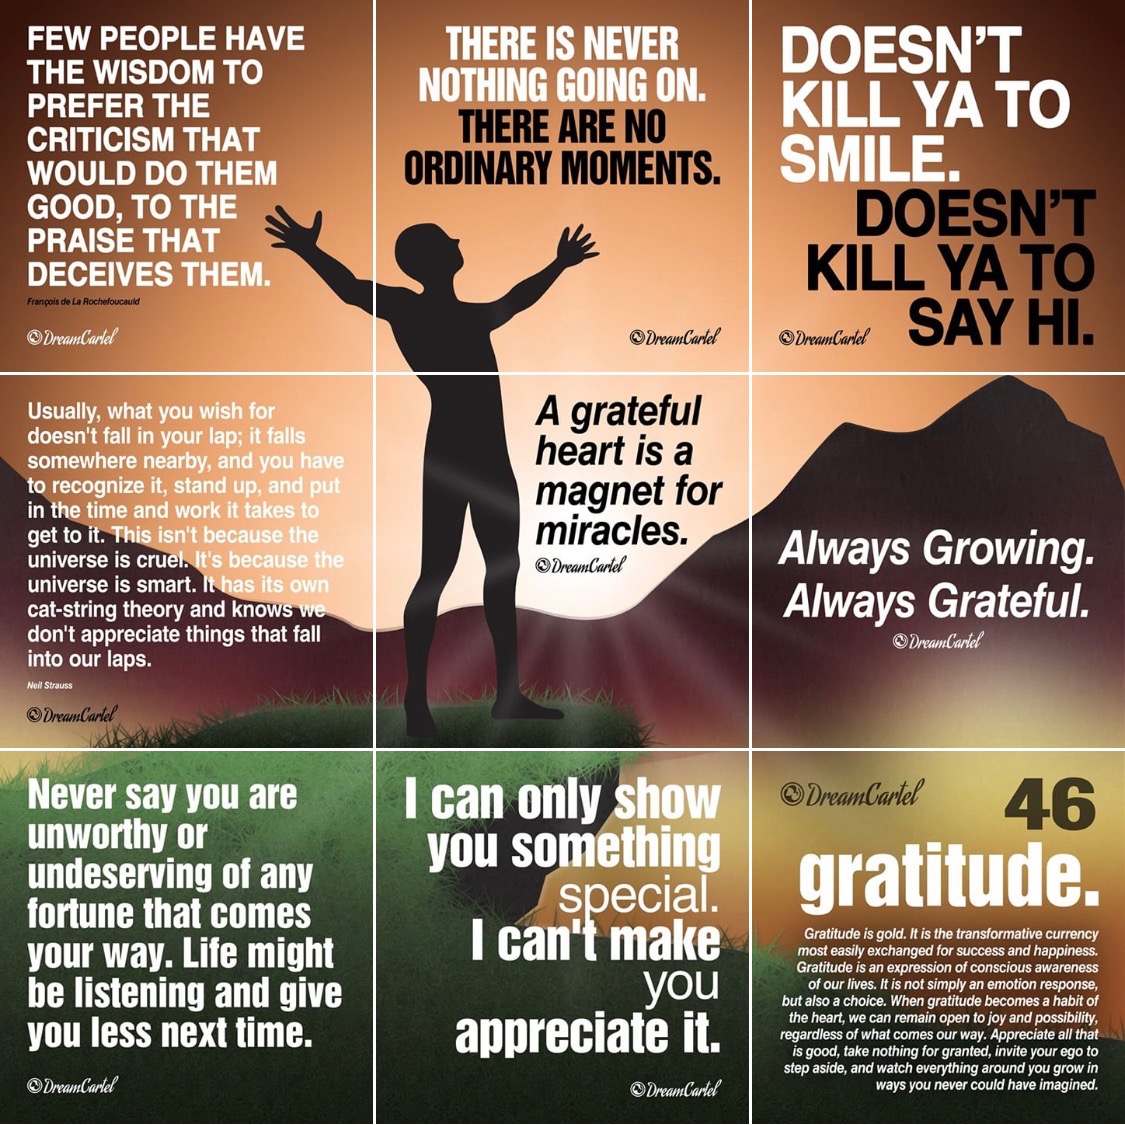 FEW PEOPLE HAVE
THE WISDOM TO
PREFER THE
CRITICISM THAT
WOULD DO THEM
GOOD, TO THE
PRAISE THAT
DECEIVES THEM.
François de La Rochefoucauld
DreamCartel
THERE IS NEVER
NOTHING GOING ON.
THERE ARE NO
ORDINARY MOMENTS.
DreamCartel
DOESN'T
KILL YA TO
SMILE.
DOESN'T
KILL YA TO
SAY HI.
DreamCartel
Usually, what you wish for
doesn't fall in your lap; it falls
somewhere nearby, and you have
to recognize it, stand up, and put
in the time and work it takes to
get to it. This isn't because the
universe is cruel. It's because the
universe is smart. It has its own
cat-string theory and knows we
don't appreciate things that fall
into our laps.
Neil Strauss
DreamCartel
A grateful
heart is a
magnet for
miracles.
DreamCartel
Always Growing.
Always Grateful.
DreamCartel
Never say you are
unworthy or
undeserving of any
fortune that comes
your way. Life might
be listening and give
you less next time.
DreamCartel
I can only show
you something
special.
I can't make
you
appreciate it.
DreamCartel
DreamCartel
46
gratitude.
Gratitude is gold. It is the transformative currency
most easily exchanged for success and happiness.
Gratitude is an expression of conscious awareness
of our lives. It is not simply an emotion response,
but also a choice. When gratitude becomes a habit of
the heart, we can remain open to joy and possibility,
regardless of what comes our way. Appreciate all that
is good, take nothing for granted, invite your ego to
step aside, and watch everything around you grow in
ways you never could have imagined.